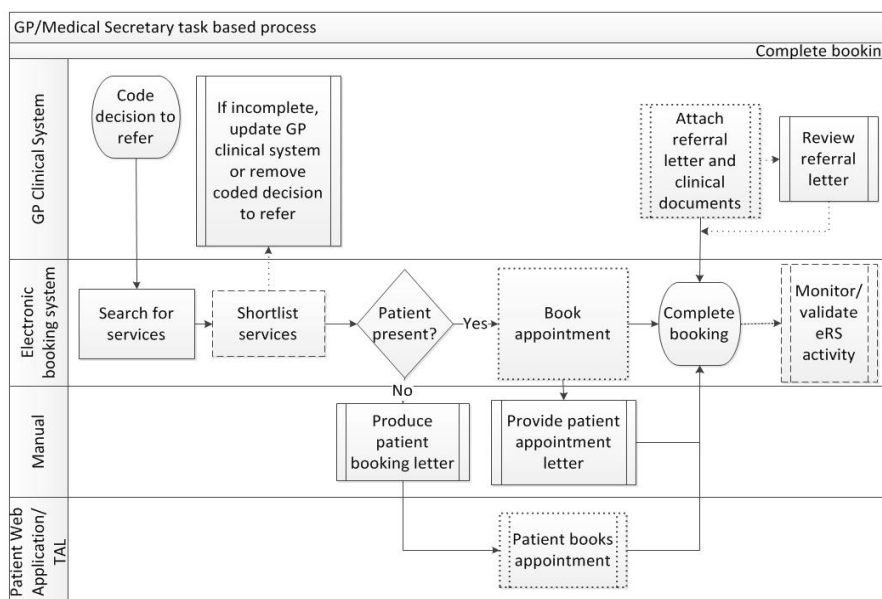 GP/Medical Secretary task based process
Complete bookin
GP Clinical System
Code
decision to
refer
If incomplete,
update GP
clinical system
or remove
coded decision
to refer
Attach
referral
letter and
clinical
documents
Review
referral
letter
Electronic
booking system
Search for
services
Shortlist
services
Patient
present?
Yes
No
Book
appointment
Complete
booking
Monitor/
validate
eRS
activity
Manual
Produce
patient
booking letter
Provide patient
appointment
letter
Patient Web
Application/
TAL
Patient books
appointment